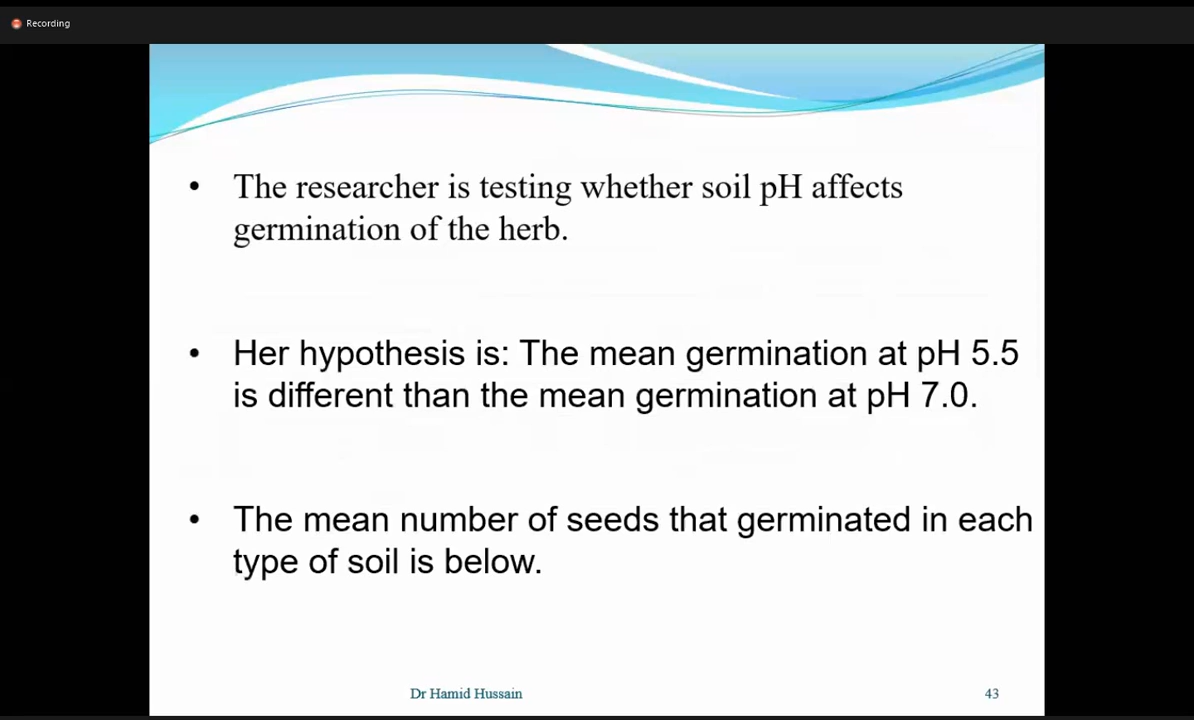 Recording
• The researcher is testing whether soil pH affects
germination of the herb.
• Her hypothesis is: The mean germination at pH 5.5
is different than the mean germination at pH 7.0.
• The mean number of seeds that germinated in each
type of soil is below.
Dr Hamid Hussain
43